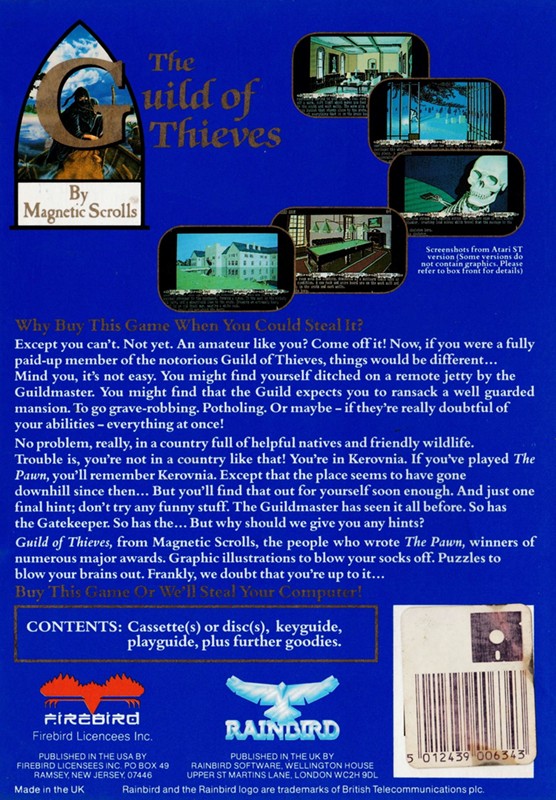 The
Guild of
Thieves
By
Magnetic Scrolls
Screenshots from Atari ST
version (Some versions do
not contain graphics. Please
refer to box front for details)
Why Buy This Game When You Could Steal It?
Except you can't. Not yet. An amateur like you? Come off it! Now, if you were a fully
paid-up member of the notorious Guild of Thieves, things would be different...
Mind you, it's not easy. You might find yourself ditched on a remote jetty by the
Guildmaster. You might find that the Guild expects you to ransack a well guarded
mansion. To go grave-robbing. Potholing. Or maybe – if they're really doubtful of
your abilities – everything at once!
No problem, really, in a country full of helpful natives and friendly wildlife.
Trouble is, you're not in a country like that! You're in Kerovnia. If you've played The
Pawn, you'll remember Kerovnia. Except that the place seems to have gone
downhill since then... But you'll find that out for yourself soon enough. And just one
final hint; don't try any funny stuff. The Guildmaster has seen it all before. So has
the Gatekeeper. So has the... But why should we give you any hints?
Guild of Thieves, from Magnetic Scrolls, the people who wrote The Pawn, winners of
numerous major awards. Graphic illustrations to blow your socks off. Puzzles to
blow your brains out. Frankly, we doubt that you're up to it...
Buy This Game Or We'll Steal Your Computer!
CONTENTS: Cassette(s) or disc(s), keyguide,
playguide, plus further goodies.
FIREBIRD
Firebird Licencees Inc.
RAINBIRD
PUBLISHED IN THE USA BY
FIREBIRD LICENSEES INC. PO BOX 49
RAMSEY, NEW JERSEY, 07446
PUBLISHED IN THE UK BY
RAINBIRD SOFTWARE, WELLINGTON HOUSE
UPPER ST MARTINS LANE, LONDON WC2H 9DL
5 012439 006343
Made in the UK
Rainbird and the Rainbird logo are trademarks of British Telecommunications plc.